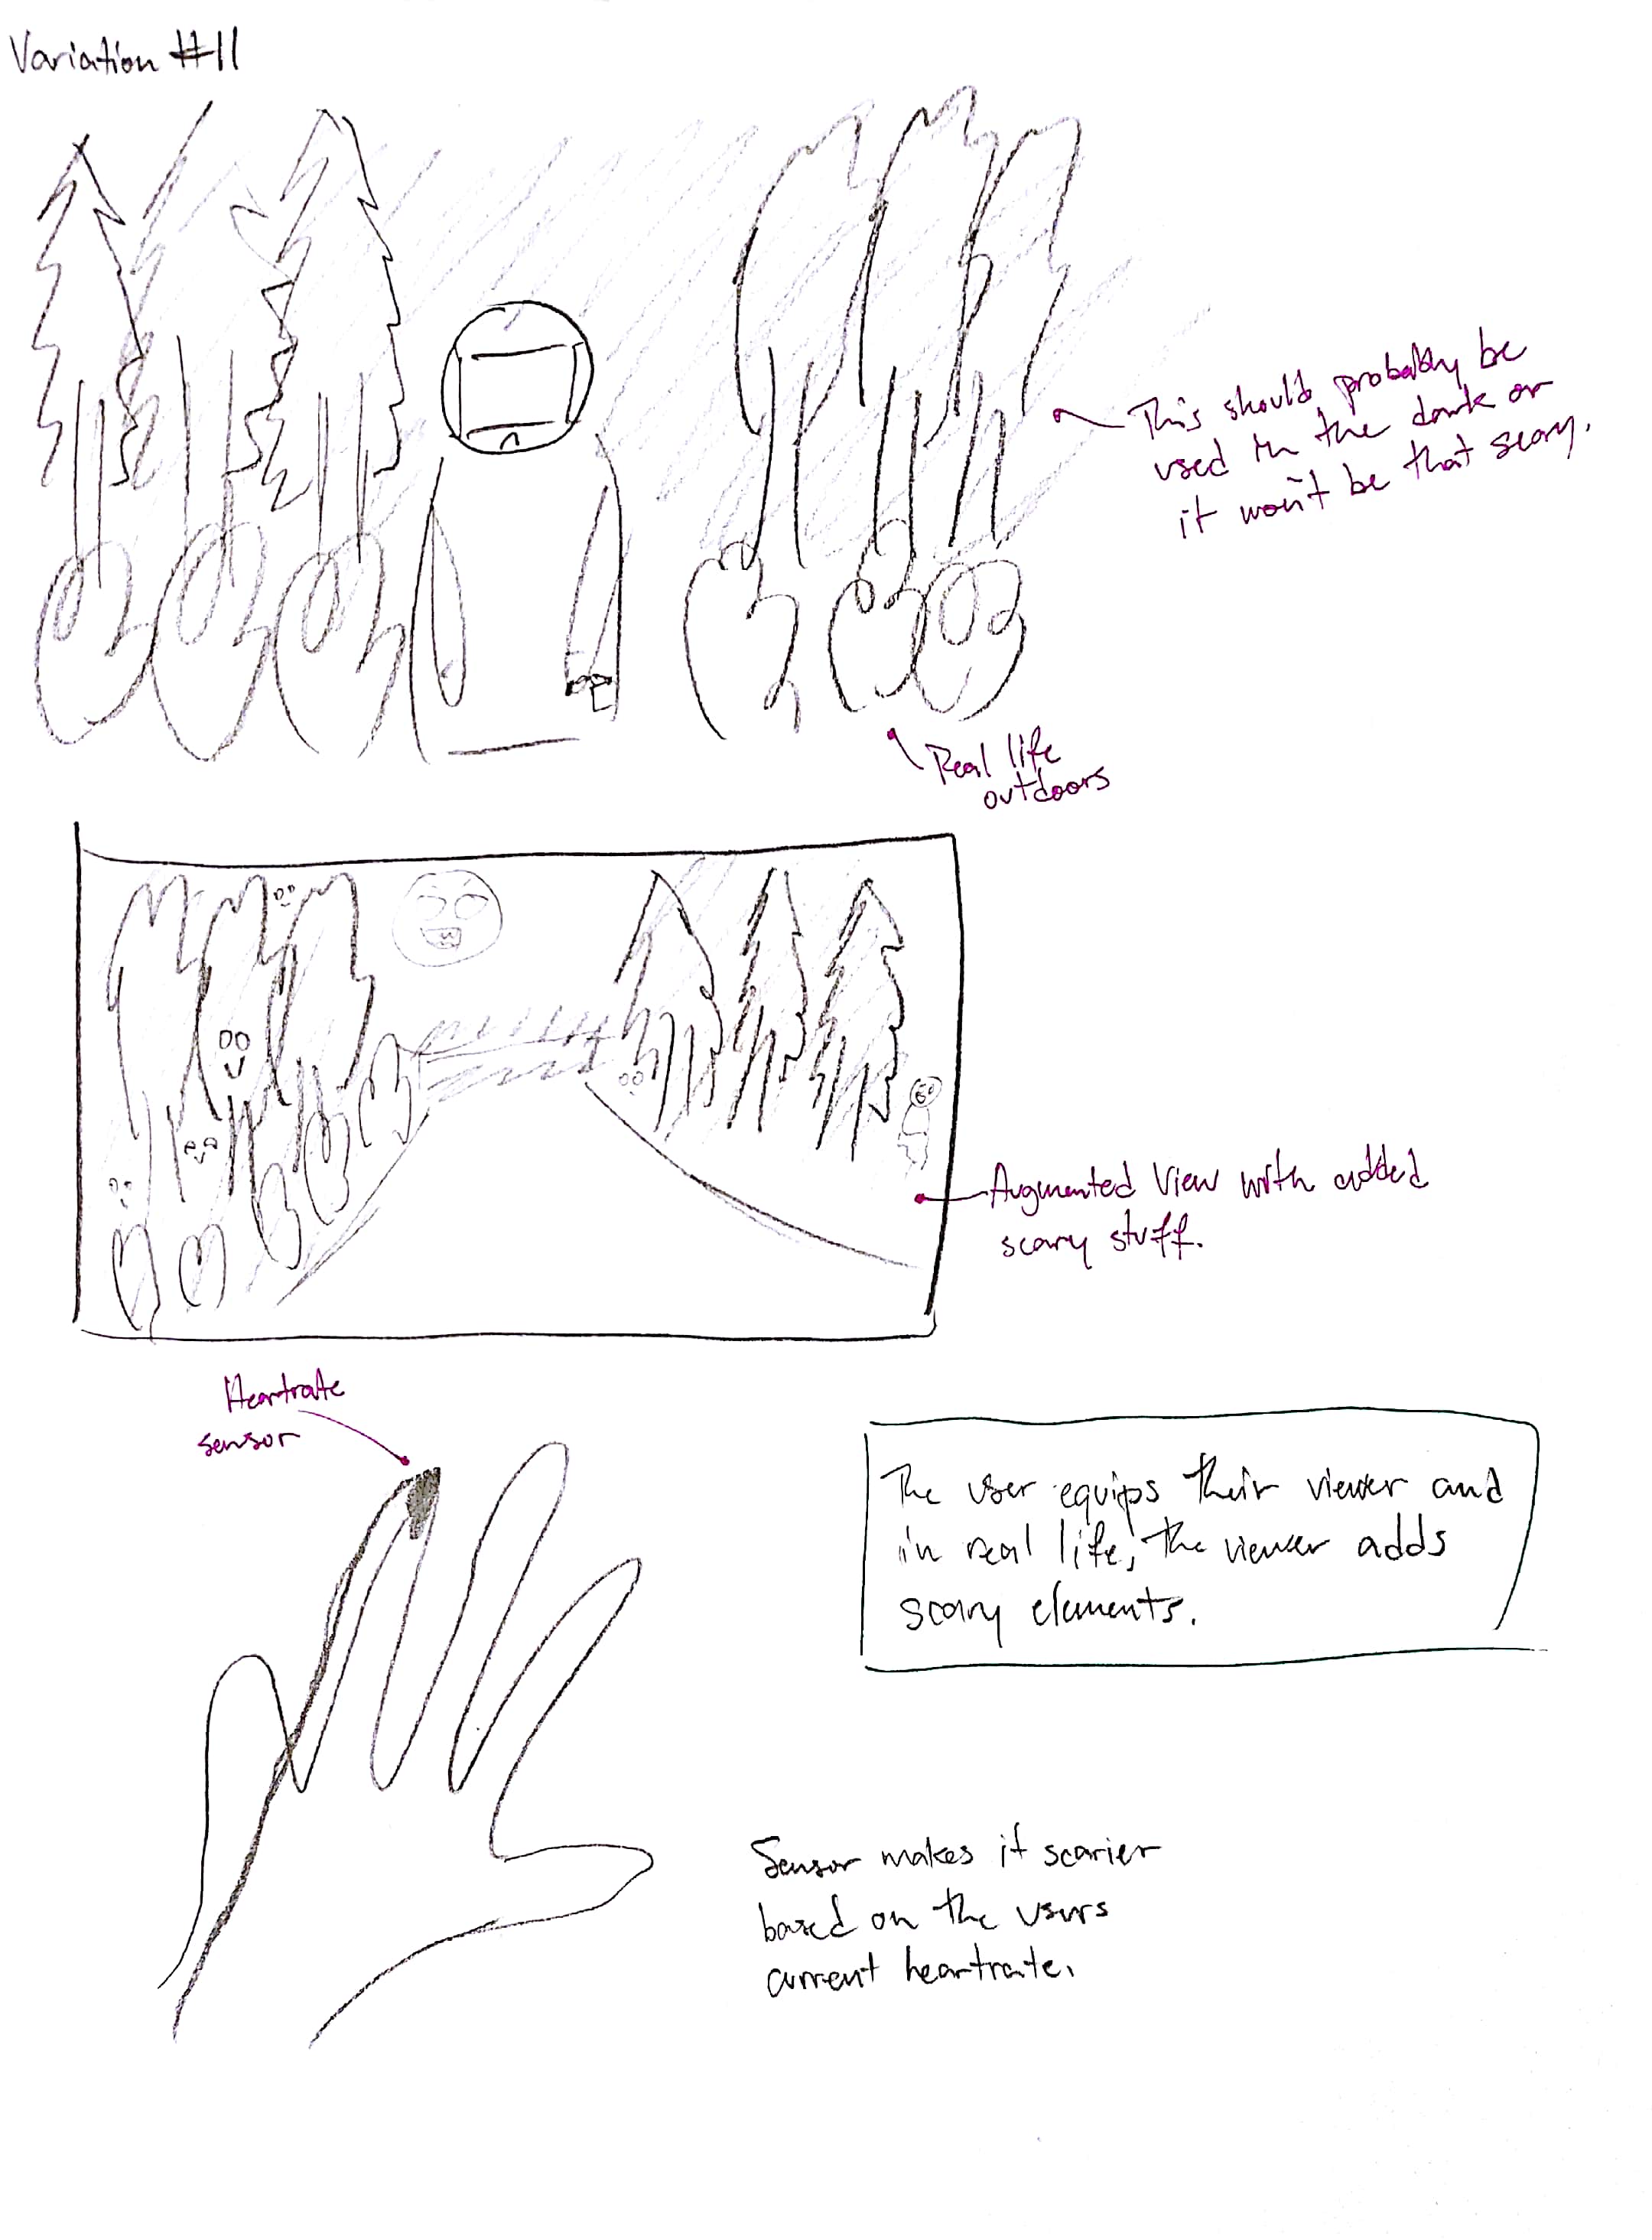 Variation #11
This should probably be
used in the dark or
it won't be that scary.
Real life
outdoors
Augmented View with added
scary stuff.
Heartrate
sensor
The user equips their viewer and
in real life, the viewer adds
scary elements.
Sensor makes it scarier
based on the users
current heartrate.